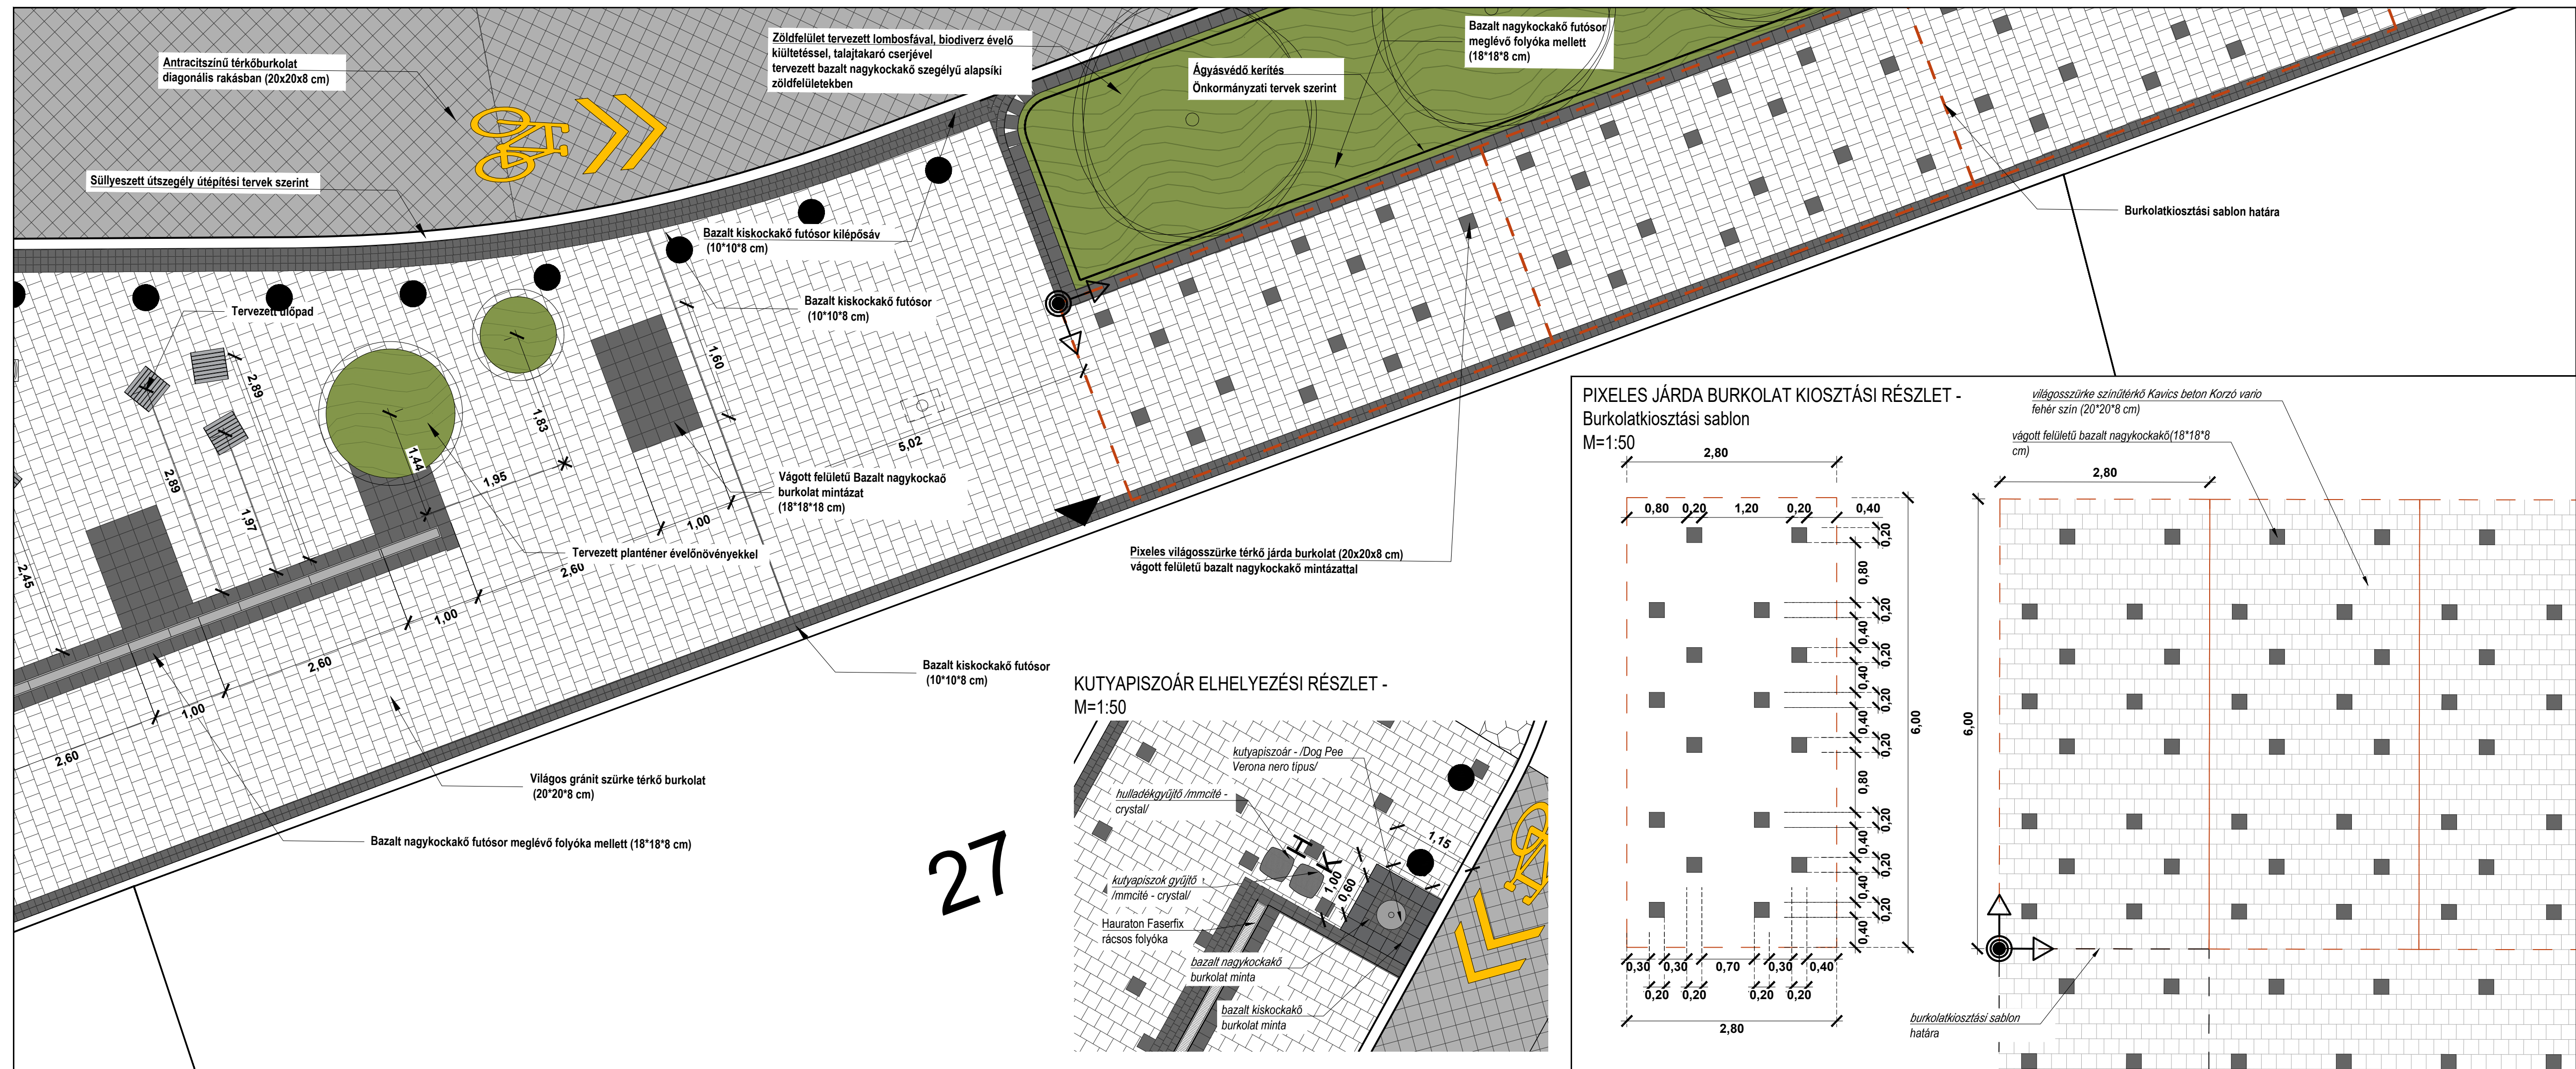 Antracitszínű térkőburkolat
diagonális rakásban (20x20x8 cm)
Süllyeszett útszegély útépítési tervek szerint
Zöldfelület tervezett lombosfával, biodiverz évelő
kiültetéssel, talajtakaró cserjével
tervezett bazalt nagykockakő szegélyű alapsíki
zöldfelületekben
Ágyásvédő kerítés
Önkormányzati tervek szerint
Bazalt nagykockakő futósor
meglévő folyóka mellett
(18*18*8 cm)
Burkolatkiosztási sablon határa
Bazalt kiskockakő futósor kilépősáv
(10*10*8 cm)
Bazalt kiskockakő futósor
(10*10*8 cm)
Tervezett ülőpad
2,89
2,89
1,97
2,45
1,44
1,83
1,95
1,60
1,00
5,02
Vágott felületű Bazalt nagykockaő
burkolat mintázat
(18*18*18 cm)
Tervezett planténer évelőnövényekkel
2,60
1,00
2,60
1,00
2,60
Pixeles világosszürke térkő járda burkolat (20x20x8 cm)
vágott felületű bazalt nagykockakő mintázattal
Bazalt kiskockakő futósor
(10*10*8 cm)
Világos gránit szürke térkő burkolat
(20*20*8 cm)
Bazalt nagykockakő futósor meglévő folyóka mellett (18*18*8 cm)
27
KUTYAPISZOÁR ELHELYEZÉSI RÉSZLET -
M=1:50
kutyapiszoár - /Dog Pee
Verona nero típus/
hulladékgyűjtő /mmcité -
crystal/
H
K
1,15
1,00
0,60
kutyapiszok gyűjtő
/mmcité - crystal/
Hauraton Faserfix
rácsos folyóka
bazalt nagykockakő
burkolat minta
bazalt kiskockakő
burkolat minta
PIXELES JÁRDA BURKOLAT KIOSZTÁSI RÉSZLET -
Burkolatkiosztási sablon
M=1:50
2,80
0,80 0,20 1,20 0,20 0,40
0,20
0,80
0,20
0,40
0,20
0,40
0,20
0,40
0,20
0,80
0,20
0,40
0,20
0,40
0,20
0,40
6,00
0,30 0,30 0,70 0,30 0,40
0,20 0,20 0,20 0,20
2,80
világosszürke színűtérkő Kavics beton Korzó vario
fehér szín (20*20*8 cm)
vágott felületű bazalt nagykockakő(18*18*8
cm)
2,80
6,00
burkolatkiosztási sablon
határa